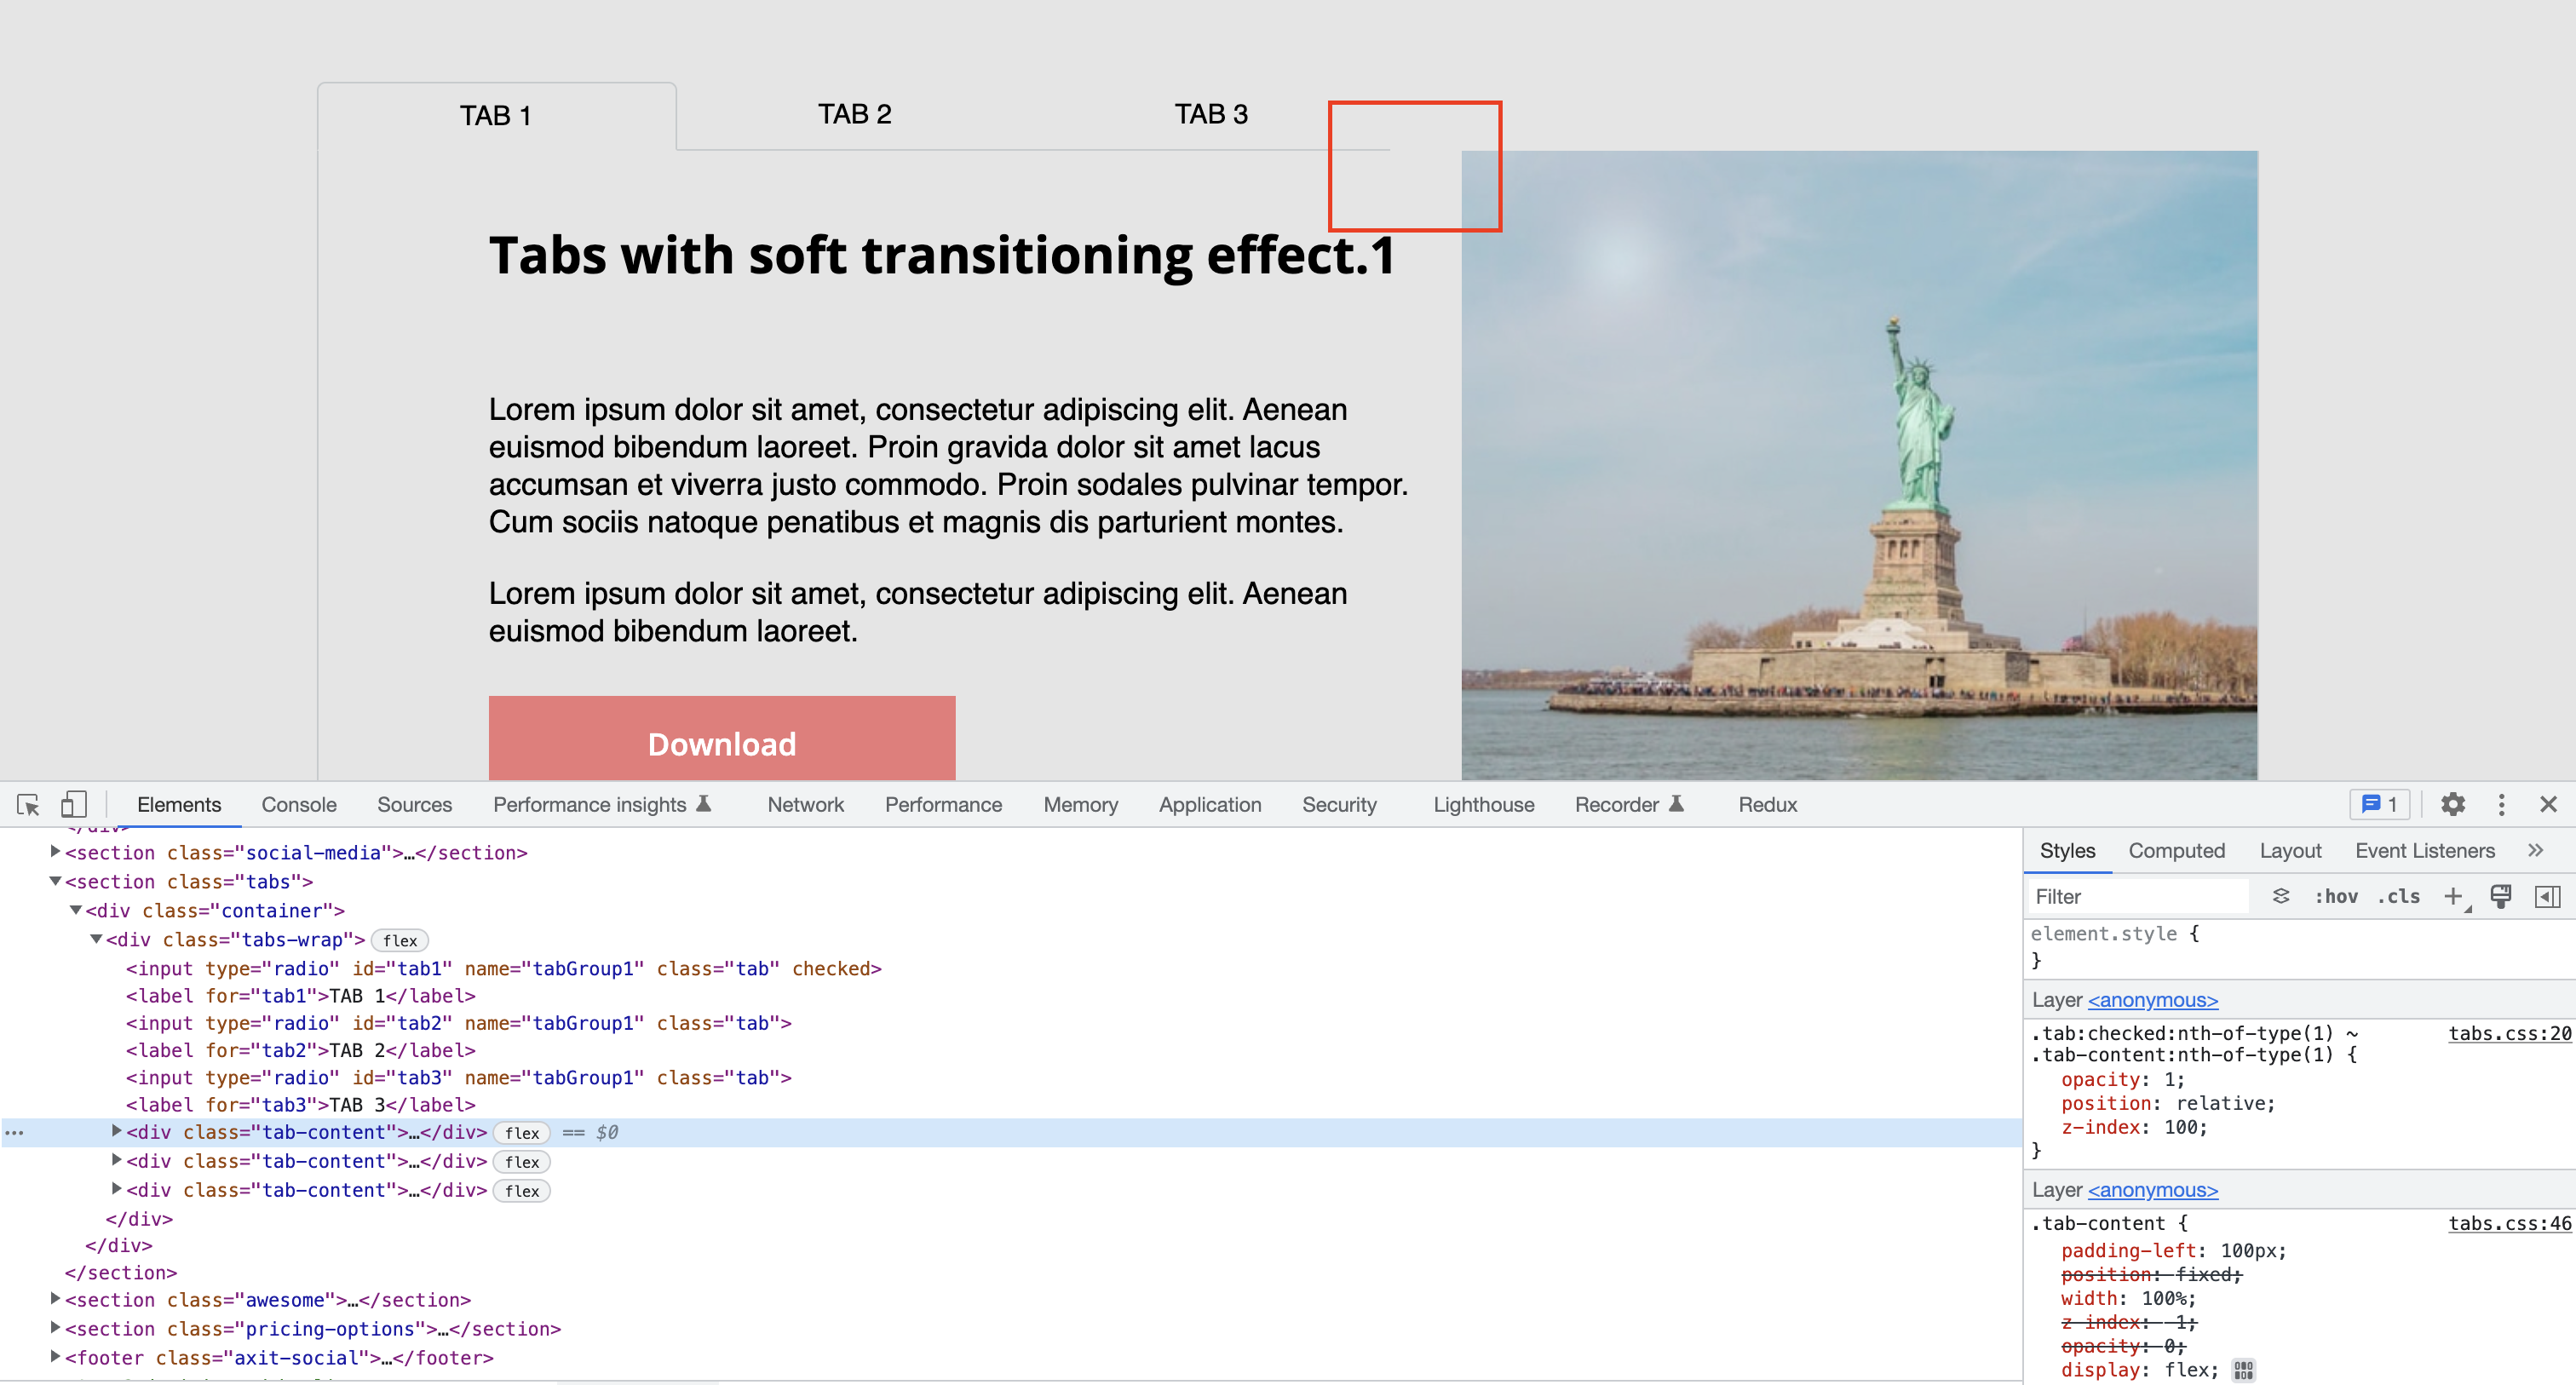 TAB 1
TAB 2
TAB 3
Tabs with soft transitioning effect.1
Lorem ipsum dolor sit amet, consectetur adipiscing elit. Aenean
euismod bibendum laoreet. Proin gravida dolor sit amet lacus
accumsan et viverra justo commodo. Proin sodales pulvinar tempor.
Cum sociis natoque penatibus et magnis dis parturient montes.
Lorem ipsum dolor sit amet, consectetur adipiscing elit. Aenean
euismod bibendum laoreet.
Download
Elements Console Sources Performance insights Network Performance Memory Application Security Lighthouse Recorder Redux 1
</div>
<section class="social-media">…</section>
<section class="tabs">
<div class="container">
<div class="tabs-wrap"> flex
<input type="radio" id="tab1" name="tabGroup1" class="tab" checked>
<label for="tab1">TAB 1</label>
<input type="radio" id="tab2" name="tabGroup1" class="tab">
<label for="tab2">TAB 2</label>
<input type="radio" id="tab3" name="tabGroup1" class="tab">
<label for="tab3">TAB 3</label>
<div class="tab-content">…</div> flex == $0
<div class="tab-content">…</div> flex
<div class="tab-content">…</div> flex
</div>
</div>
</section>
<section class="awesome">…</section>
<section class="pricing-options">…</section>
<footer class="axit-social">…</footer>
Styles Computed Layout Event Listeners »
Filter :hov .cls +
element.style {
}
Layer <anonymous>
.tab:checked:nth-of-type(1) ~ tabs.css:20
.tab-content:nth-of-type(1) {
opacity: 1;
position: relative;
z-index: 100;
}
Layer <anonymous>
.tab-content { tabs.css:46
padding-left: 100px;
position: fixed;
width: 100%;
z-index: -1;
opacity: 0;
display: flex;